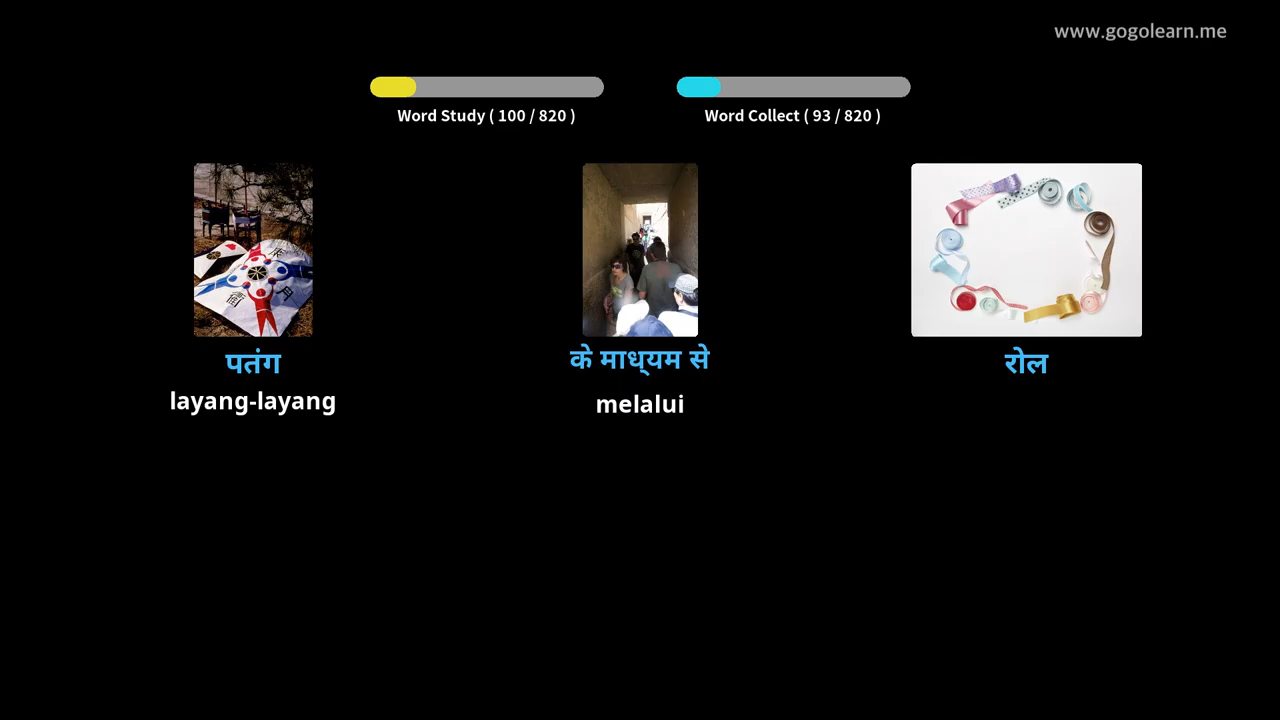 www.gogolearn.me
Word Study ( 100 / 820 )
Word Collect ( 93 / 820 )
पतंग
layang-layang
के माध्यम से
melalui
रोल